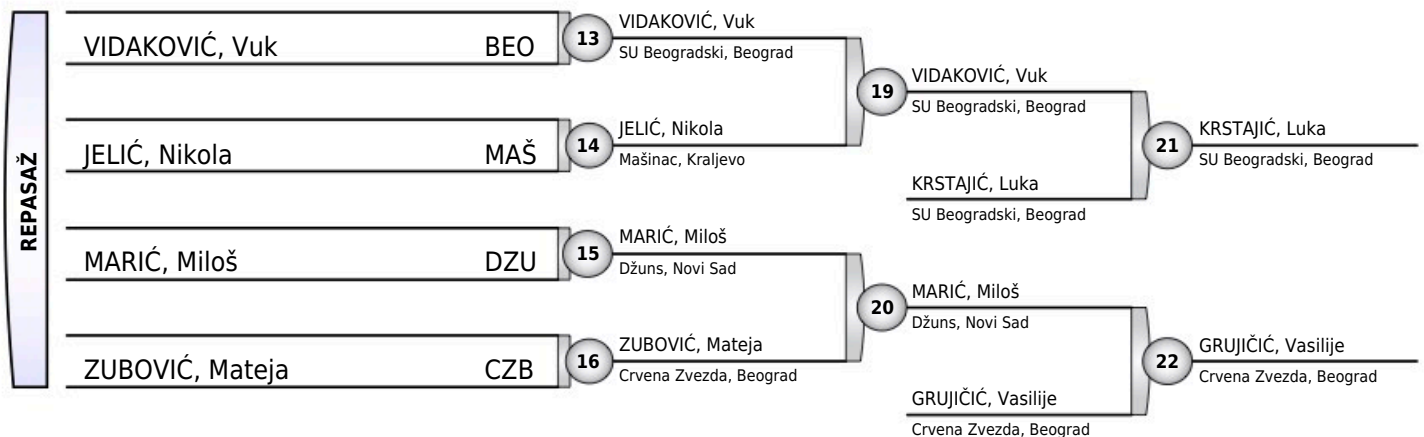 REPASAŽ
VIDAKOVIĆ, Vuk BEO
JELIĆ, Nikola MAŠ
MARIĆ, Miloš DZU
ZUBOVIĆ, Mateja CZB
13
VIDAKOVIĆ, Vuk
SU Beogradski, Beograd
14
JELIĆ, Nikola
Mašinac, Kraljevo
15
MARIĆ, Miloš
Džuns, Novi Sad
16
ZUBOVIĆ, Mateja
Crvena Zvezda, Beograd
19
VIDAKOVIĆ, Vuk
SU Beogradski, Beograd
KRSTAJIĆ, Luka
SU Beogradski, Beograd
20
MARIĆ, Miloš
Džuns, Novi Sad
GRUJIČIĆ, Vasilije
Crvena Zvezda, Beograd
21
KRSTAJIĆ, Luka
SU Beogradski, Beograd
22
GRUJIČIĆ, Vasilije
Crvena Zvezda, Beograd